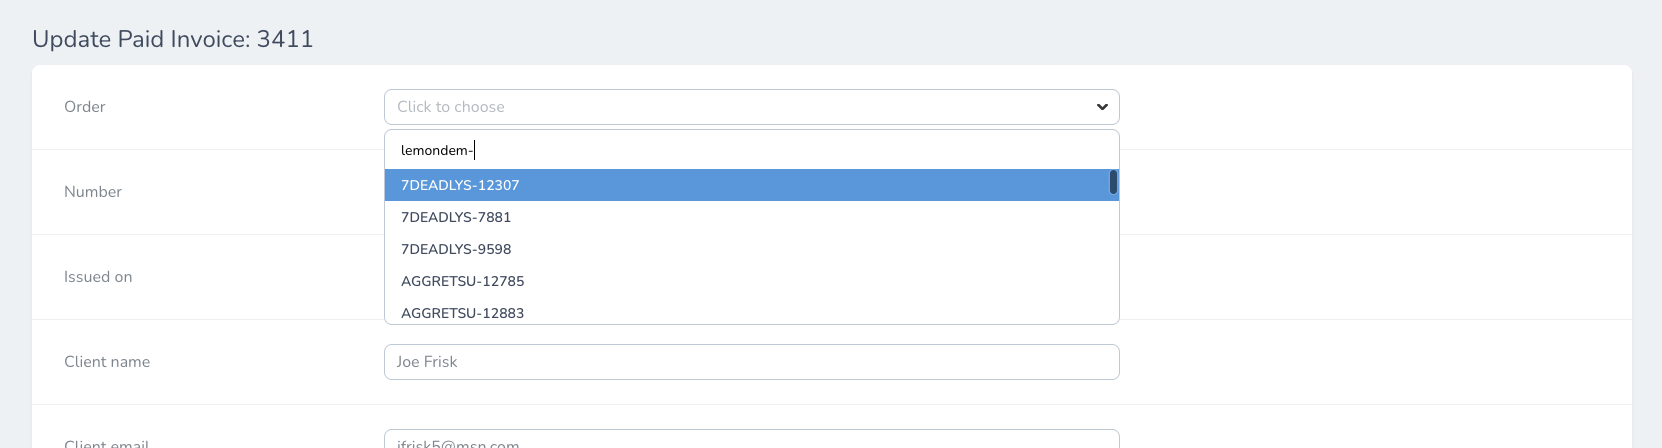 Update Paid Invoice: 3411
Order
Click to choose
lemondem-
7DEADLYS-12307
7DEADLYS-7881
Number
7DEADLYS-9598
Issued on
AGGRETSU-12785
AGGRETSU-12883
Client name
Joe Frisk
Client email
jfrisk5@msn.com